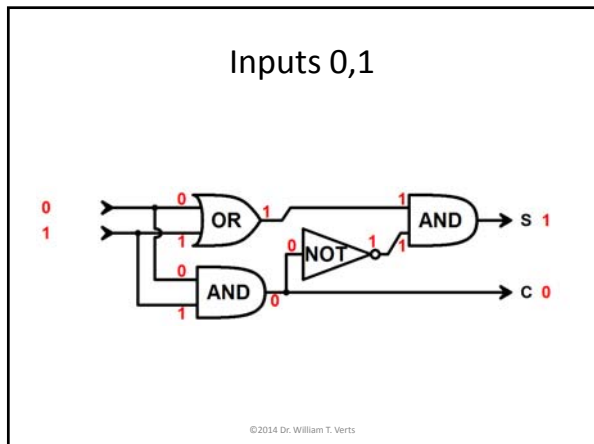 Inputs 0,1
0 0 1 1
0 OR AND S 1
1 1 0 NOT 1 1
0 AND 0 C 0
1
©2014 Dr. William T. Verts